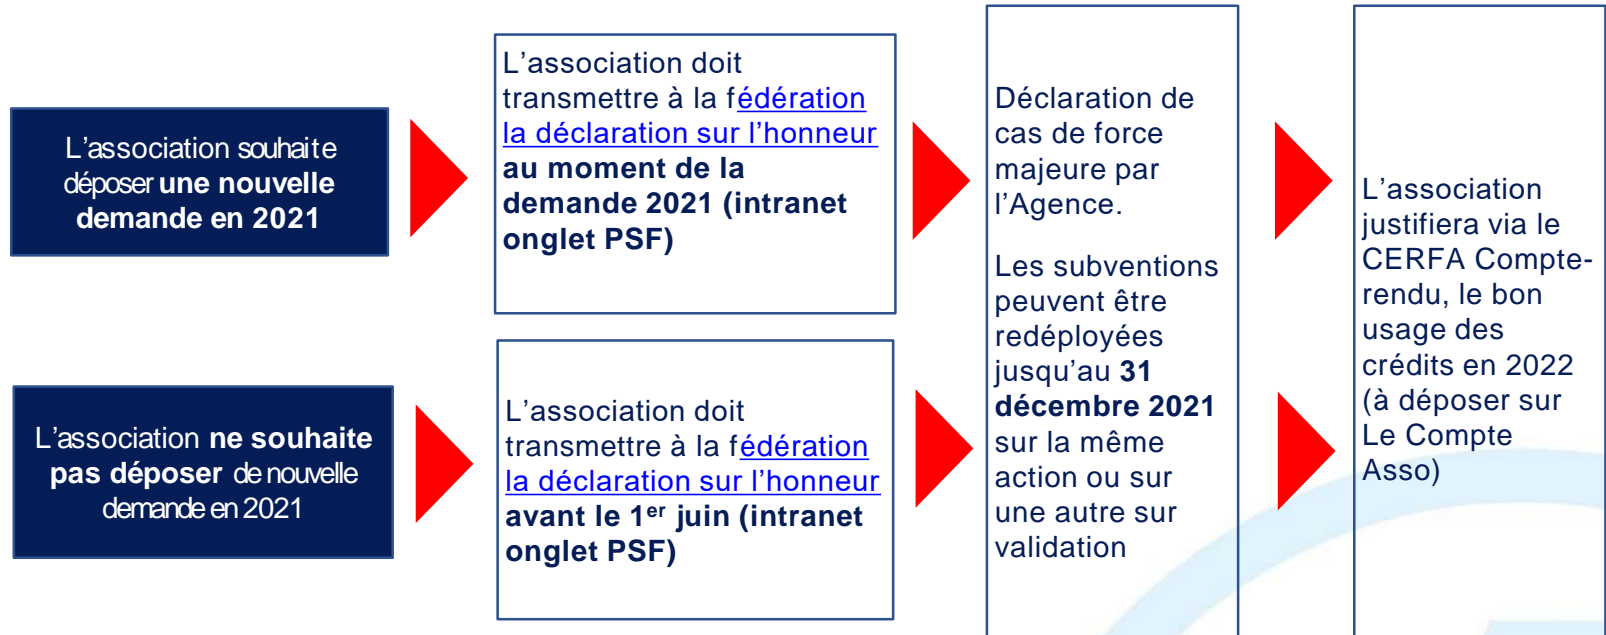 L'association souhaite
déposer une nouvelle
demande en 2021
L'association doit
transmettre à la fédération
la déclaration sur l'honneur
au moment de la
demande 2021 (intranet
onglet PSF)
L'association ne souhaite
pas déposer de nouvelle
demande en 2021
L'association doit
transmettre à la fédération
la déclaration sur l'honneur
avant le 1er juin (intranet
onglet PSF)
Déclaration de
cas de force
majeure par
l'Agence.
Les subventions
peuvent être
redéployées
jusqu'au 31
décembre 2021
sur la même
action ou sur
une autre sur
validation
L'association
justifiera via le
CERFA Compte-
rendu, le bon
usage des
crédits en 2022
(à déposer sur
Le Compte
Asso)